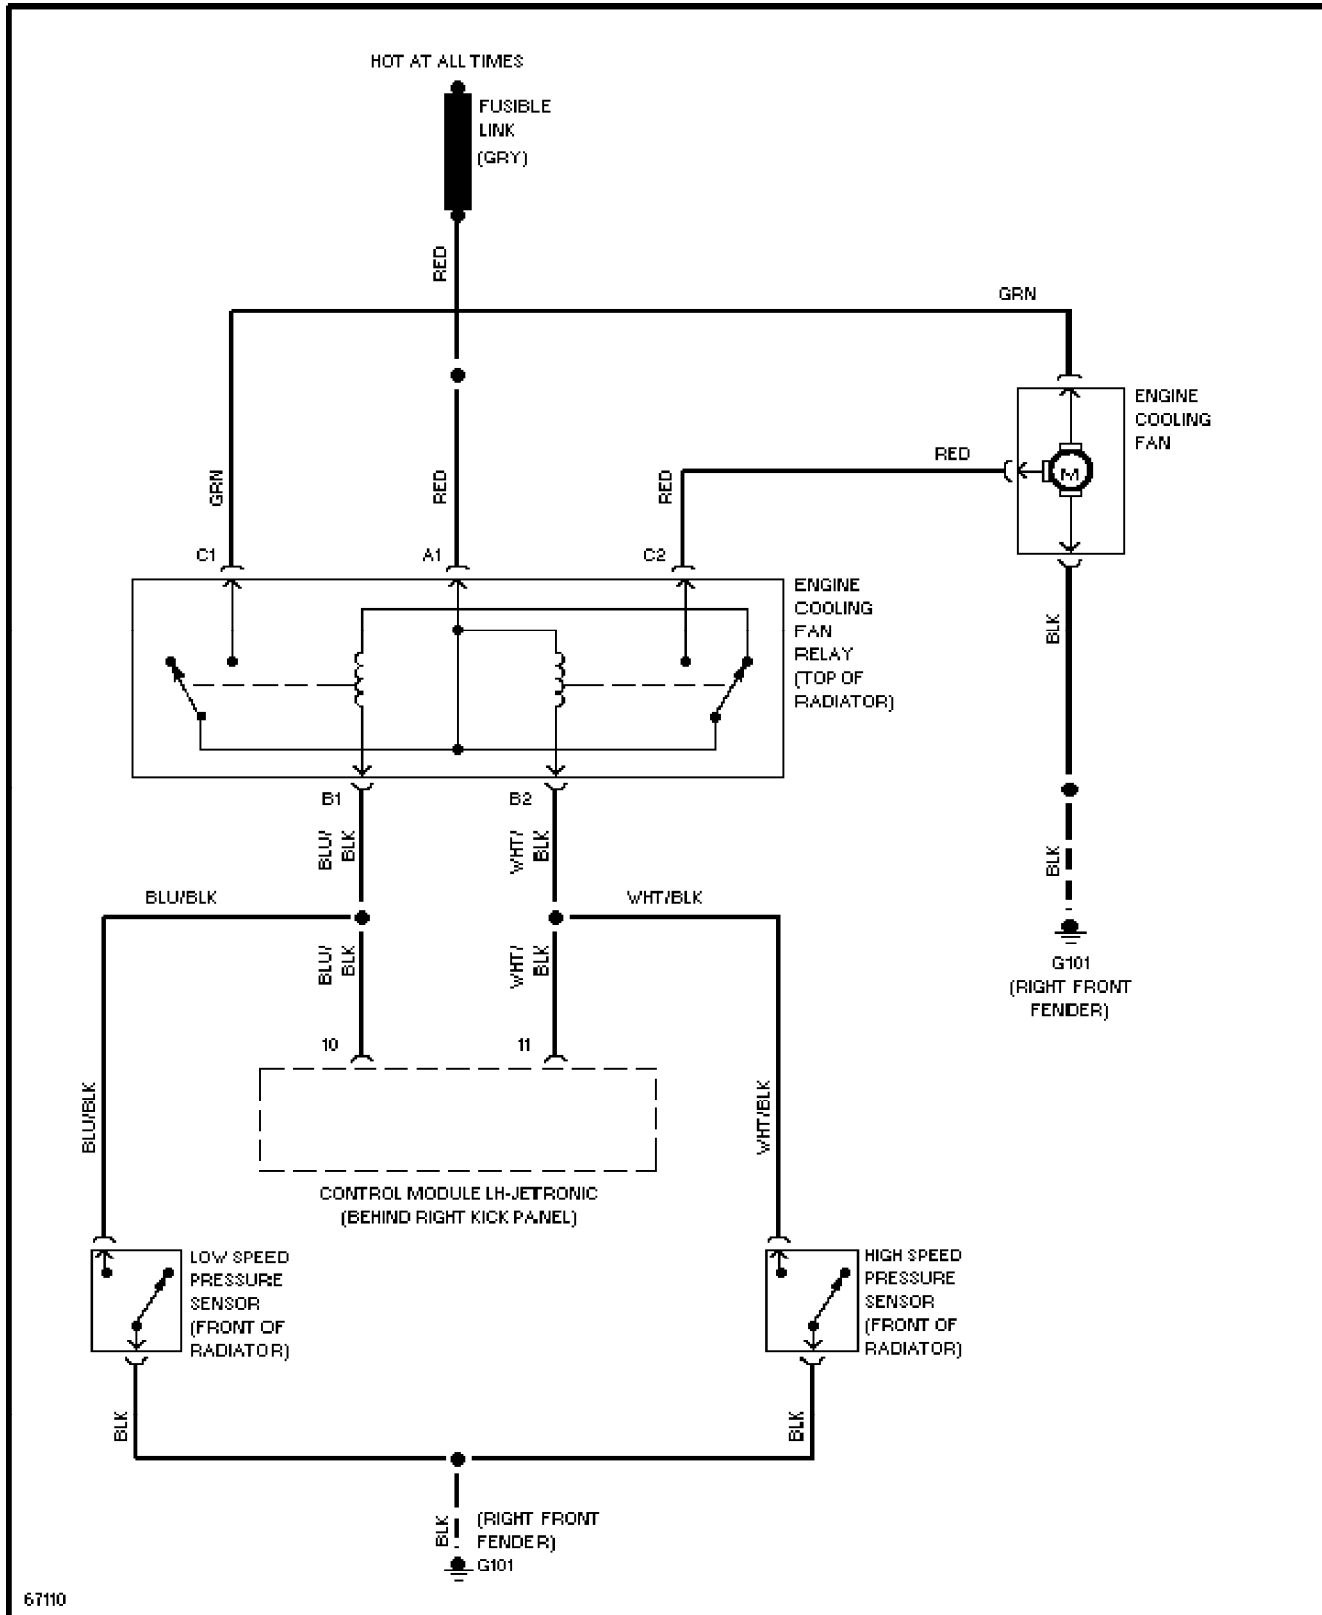 HOT AT ALL TIMES
FUSIBLE
LINK
(GRY)
RED
GRN
ENGINE
COOLING
FAN
RED
GRN
RED
RED
C1
A1
C2
ENGINE
COOLING
FAN
RELAY
(TOP OF
RADIATOR)
M
BLK
B1
B2
BLU/
BLK
WHT/
BLK
BLK
BLU/BLK
WHT/BLK
BLU/
BLK
WHT/
BLK
G101
(RIGHT FRONT
FENDER)
10
11
BLU/BLK
WHT/BLK
CONTROL MODULE LH-JETRONIC
(BEHIND RIGHT KICK PANEL)
LOW SPEED
PRESSURE
SENSOR
(FRONT OF
RADIATOR)
HIGH SPEED
PRESSURE
SENSOR
(FRONT OF
RADIATOR)
BLK
BLK
BLK
(RIGHT FRONT
FENDER)
G101
67110